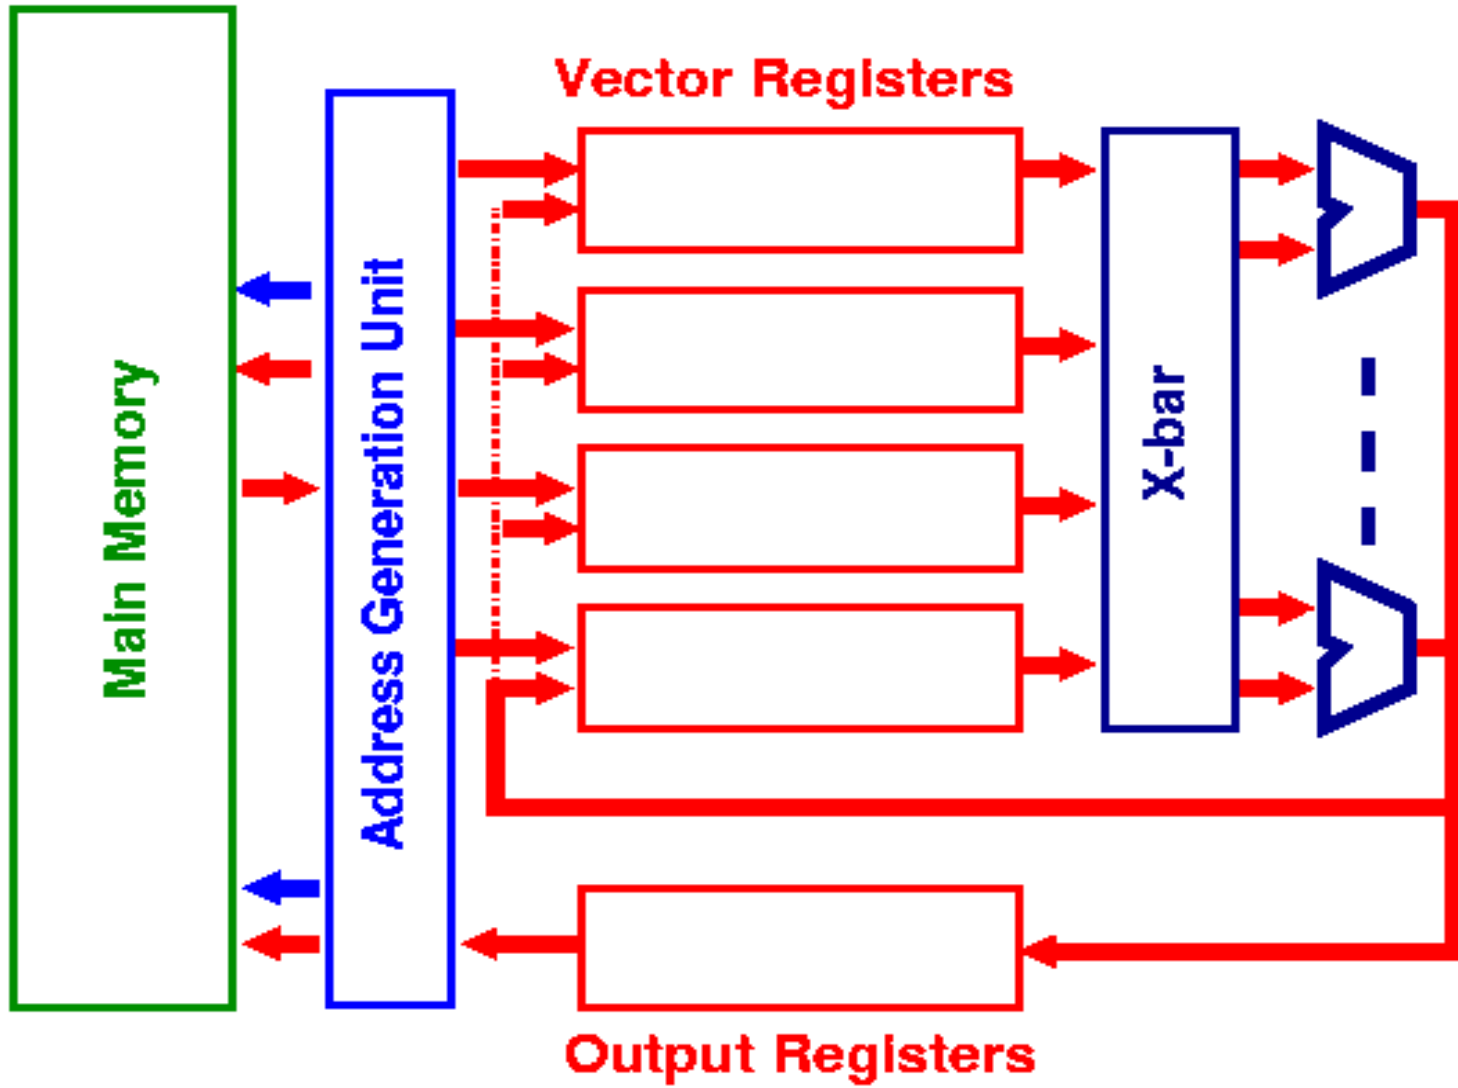 Vector Registers
Main Memory
Address Generation Unit
X-bar
Output Registers